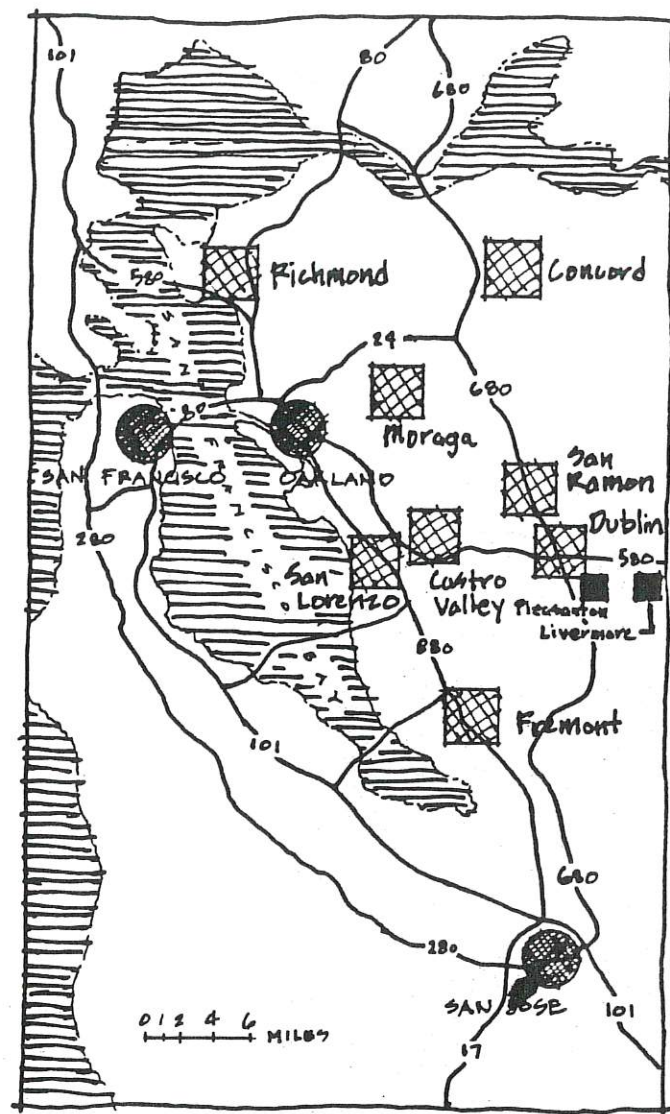 101
80
680
580
Richmond
Concord
24
680
Moraga
80
SAN FRANCISCO
OAKLAND
San
Ramon
Dublin
280
580
San
Lorenzo
Castro
Valley
Pleasanton
Livermore
880
Fremont
101
680
280
SAN JOSE
0 1 2 4 6
MILES
17
101